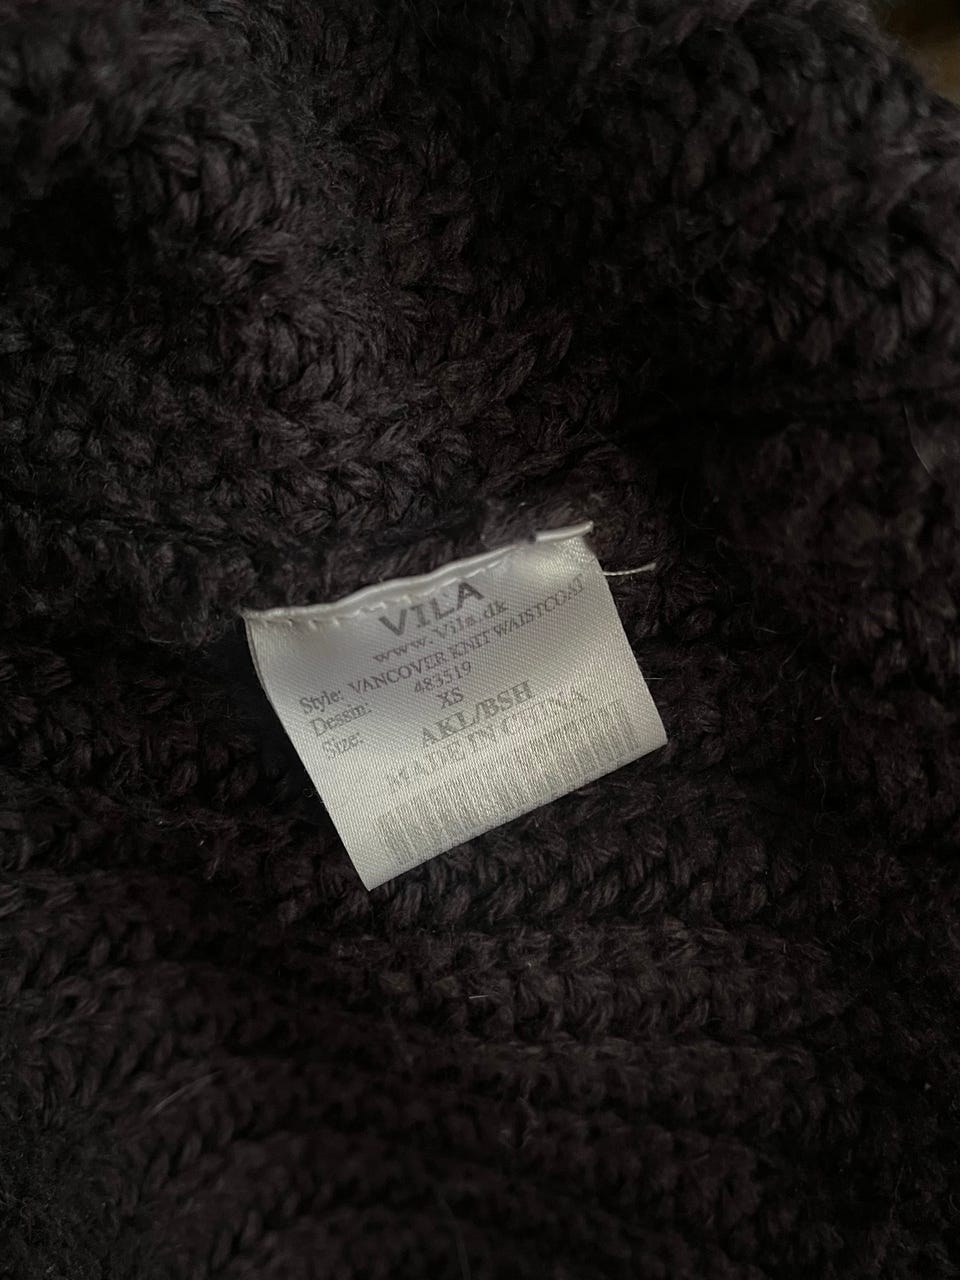 VILA
www.Vila.dk
Style: VANCOVER KNIT WAISTCOAT
Dessin: 483519
Size: XS
AKL/BSH
MADE IN CHINA